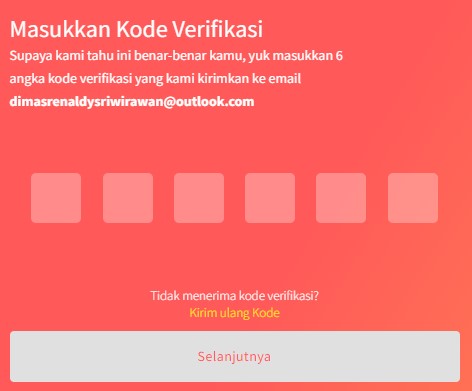 Masukkan Kode Verifikasi
Supaya kami tahu ini benar-benar kamu, yuk masukkan 6
angka kode verifikasi yang kami kirimkan ke email
dimasrenaldysriwirawan@outlook.com
Tidak menerima kode verifikasi?
Kirim ulang Kode
Selanjutnya